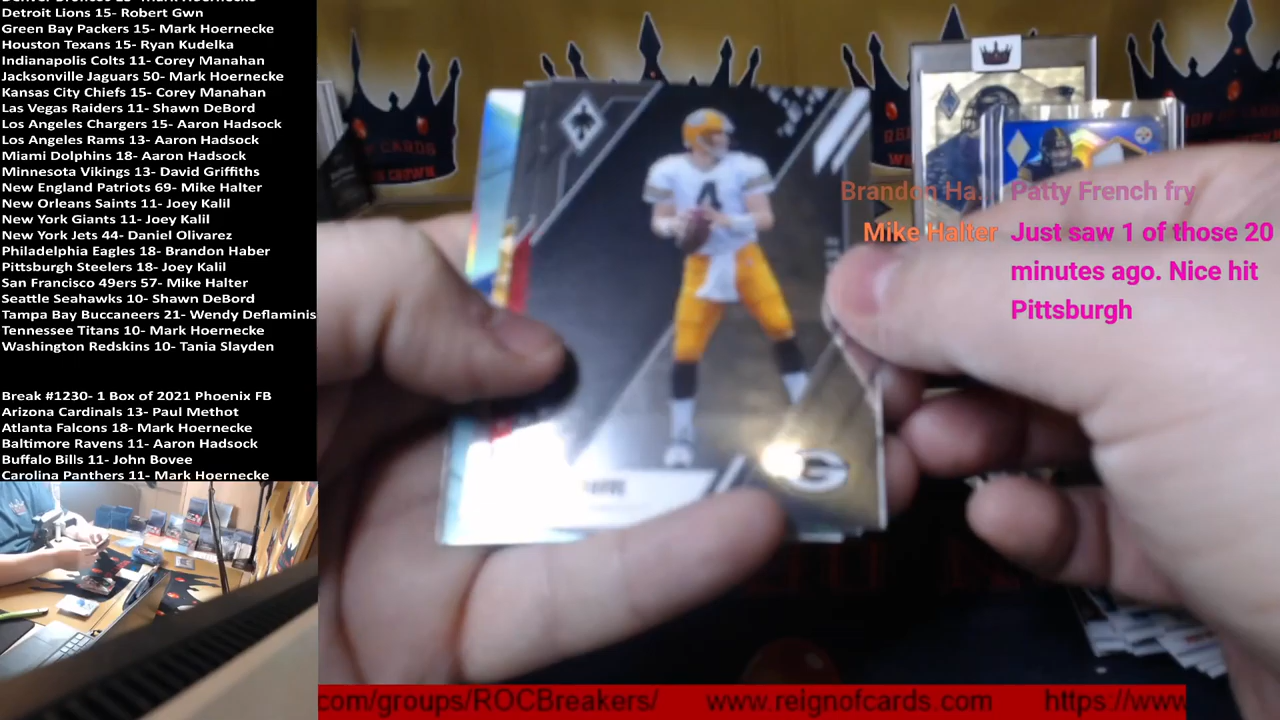 Detroit Lions 15- Robert Gwn
Green Bay Packers 15- Mark Hoernecke
Houston Texans 15- Ryan Kudelka
Indianapolis Colts 11- Corey Manahan
Jacksonville Jaguars 50- Mark Hoernecke
Kansas City Chiefs 15- Corey Manahan
Las Vegas Raiders 11- Shawn DeBord
Los Angeles Chargers 15- Aaron Hadsock
Los Angeles Rams 13- Aaron Hadsock
Miami Dolphins 18- Aaron Hadsock
Minnesota Vikings 13- David Griffiths
New England Patriots 69- Mike Halter
New Orleans Saints 11- Joey Kalil
New York Giants 11- Joey Kalil
New York Jets 44- Daniel Olivarez
Philadelphia Eagles 18- Brandon Haber
Pittsburgh Steelers 18- Joey Kalil
San Francisco 49ers 57- Mike Halter
Seattle Seahawks 10- Shawn DeBord
Tampa Bay Buccaneers 21- Wendy Deflaminis
Tennessee Titans 10- Mark Hoernecke
Washington Redskins 10- Tania Slayden
Break #1230- 1 Box of 2021 Phoenix FB
Arizona Cardinals 13- Paul Methot
Atlanta Falcons 18- Mark Hoernecke
Baltimore Ravens 11- Aaron Hadsock
Buffalo Bills 11- John Bovee
Carolina Panthers 11- Mark Hoernecke
Brandon Ha... Patty French fry
Mike Halter Just saw 1 of those 20
minutes ago. Nice hit
Pittsburgh
4
G
com/groups/ROCBreakers/ www.reignofcards.com https://www